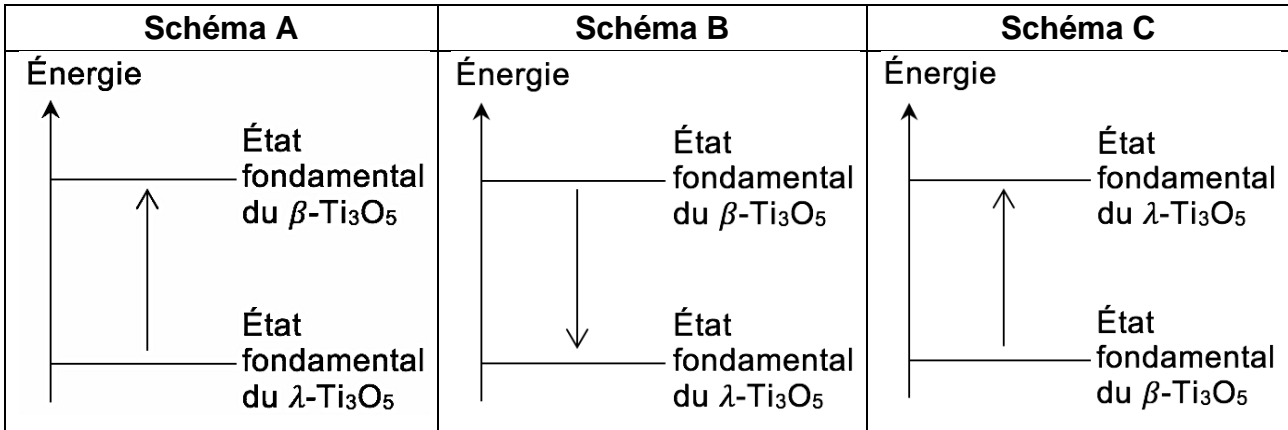 Schéma A
Schéma B
Schéma C
Énergie
État
fondamental
du β-Ti₃O₅
État
fondamental
du λ-Ti₃O₅
Énergie
État
fondamental
du β-Ti₃O₅
État
fondamental
du λ-Ti₃O₅
Énergie
État
fondamental
du λ-Ti₃O₅
État
fondamental
du β-Ti₃O₅